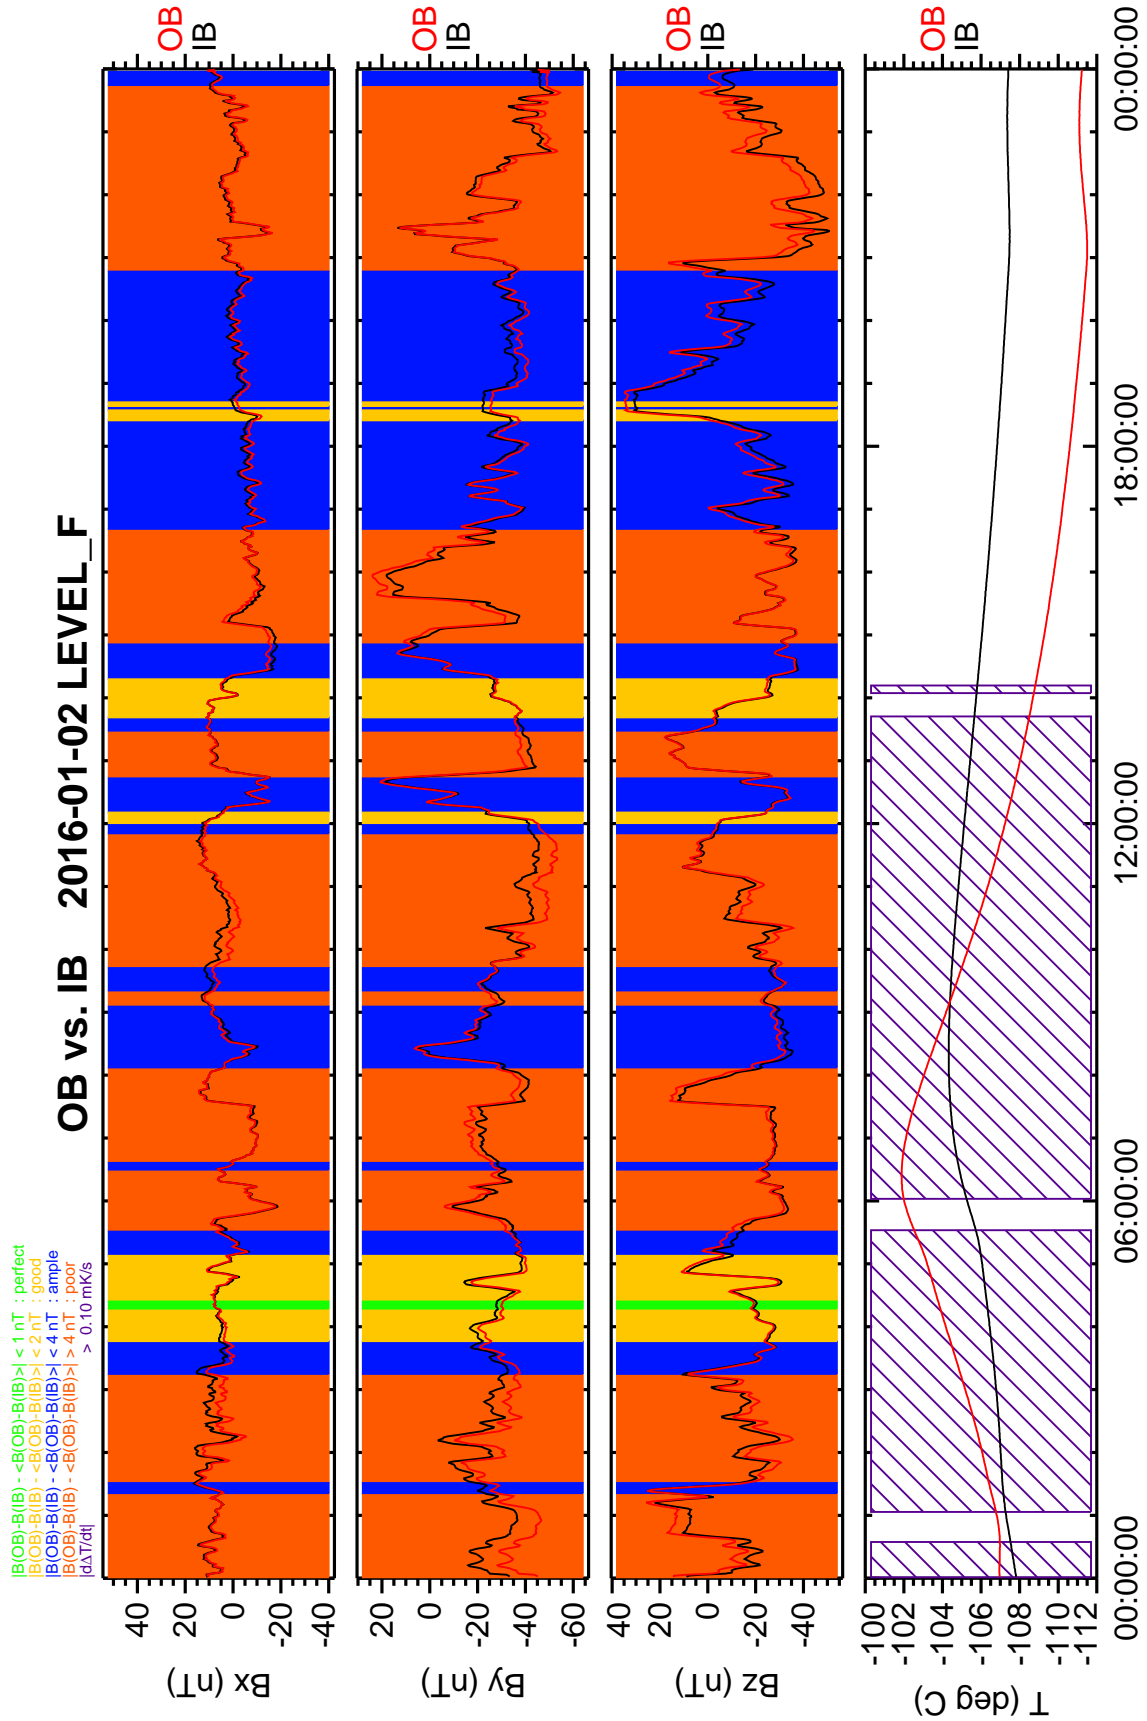 OB vs. IB 2016-01-02 LEVEL_F
|B(OB)-B(IB) - <B(OB)-B(IB)>| < 1 nT : perfect
|B(OB)-B(IB) - <B(OB)-B(IB)>| < 2 nT : good
|B(OB)-B(IB) - <B(OB)-B(IB)>| < 4 nT : ample
|B(OB)-B(IB) - <B(OB)-B(IB)>| > 4 nT : poor
|dΔT/dt| > 0.10 mK/s
Bx (nT)
40
20
0
-20
-40
OB
IB
By (nT)
20
0
-20
-40
-60
OB
IB
Bz (nT)
40
20
0
-20
-40
OB
IB
T (deg C)
-100
-102
-104
-106
-108
-110
-112
OB
IB
00:00:00 06:00:00 12:00:00 18:00:00 00:00:00